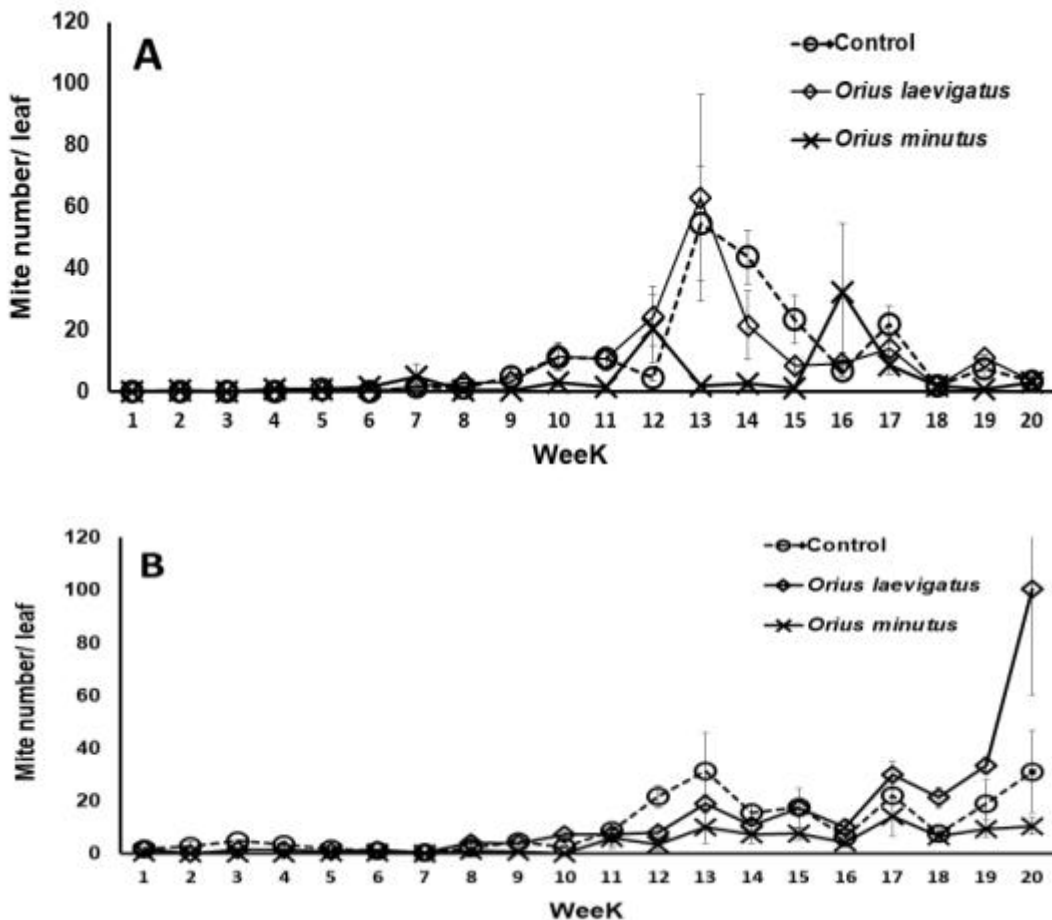 120
A
Control
100
Orius laevigatus
80
Orius minutus
60
40
20
0
Mite number/ leaf
1 2 3 4 5 6 7 8 9 10 11 12 13 14 15 16 17 18 19 20
WeeK
120
B
Control
100
Orius laevigatus
80
Orius minutus
60
40
20
0
Mite number/ leaf
1 2 3 4 5 6 7 8 9 10 11 12 13 14 15 16 17 18 19 20
WeeK